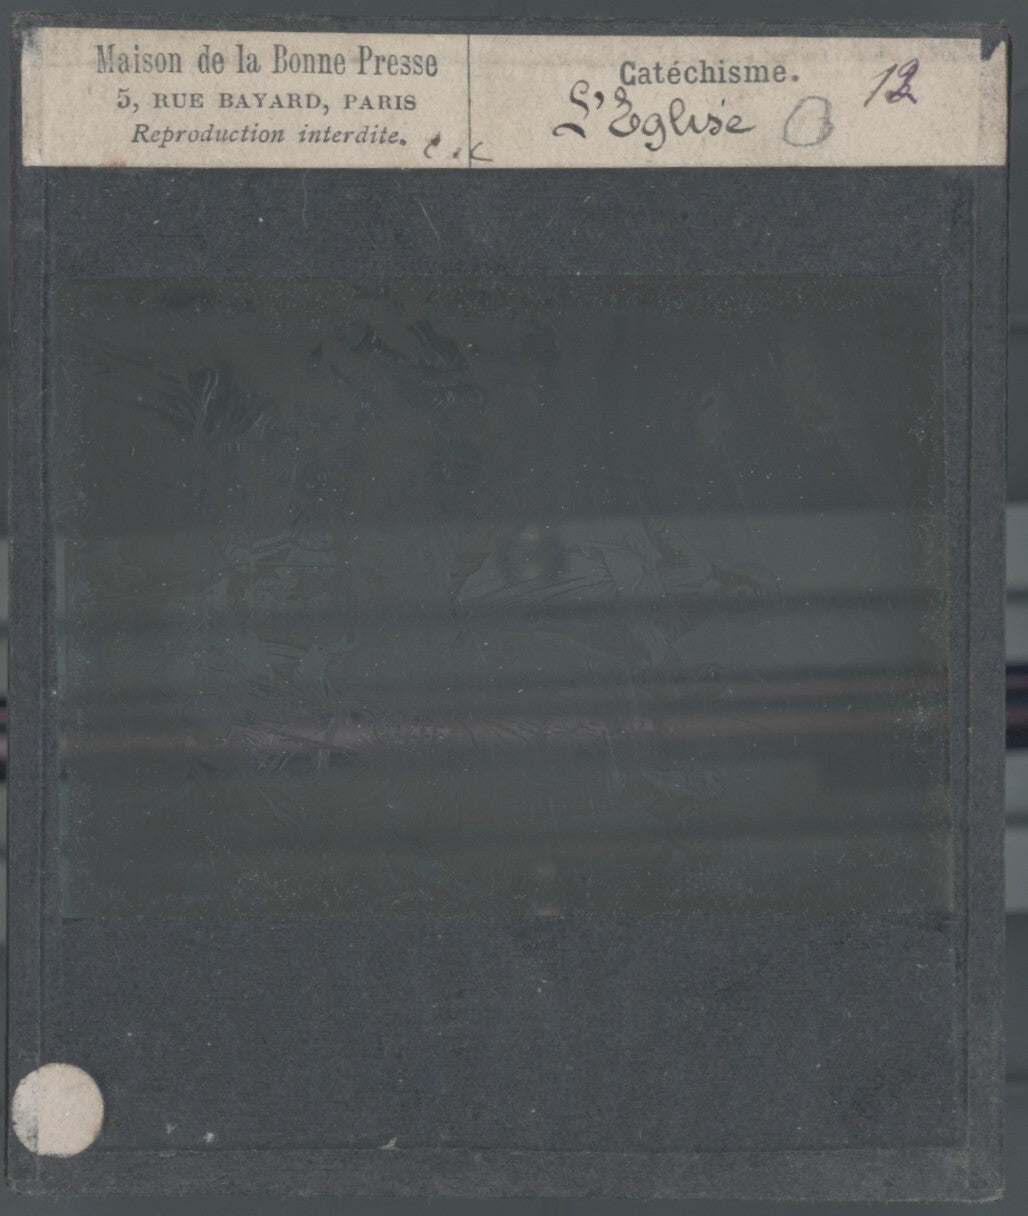 Maison de la Bonne Presse
5, RUE BAYARD, PARIS
Reproduction interdite.
c.c
Catéchisme.
L'Eglise
12